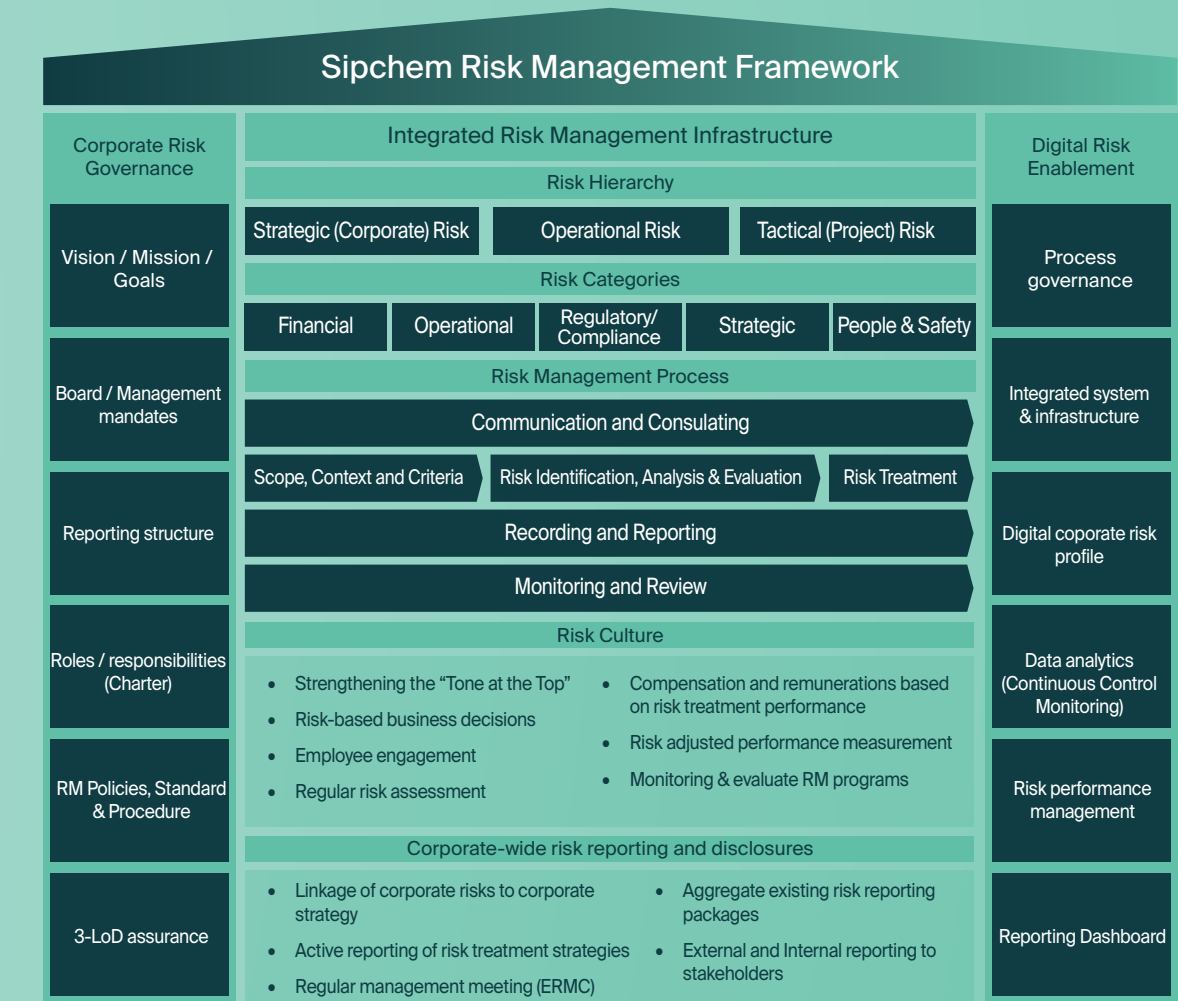 Sipchem Risk Management Framework
Corporate Risk
Governance
Vision / Mission /
Goals
Board / Management
mandates
Reporting structure
Roles / responsibilities
(Charter)
RM Policies, Standard
& Procedure
3-LoD assurance
Integrated Risk Management Infrastructure
Risk Hierarchy
Strategic (Corporate) Risk
Operational Risk
Tactical (Project) Risk
Risk Categories
Financial
Operational
Regulatory/
Compliance
Strategic
People & Safety
Risk Management Process
Communication and Consulating
Scope, Context and Criteria
Risk Identification, Analysis & Evaluation
Risk Treatment
Recording and Reporting
Monitoring and Review
Risk Culture
• Strengthening the “Tone at the Top”
• Risk-based business decisions
• Employee engagement
• Regular risk assessment
• Compensation and remunerations based
on risk treatment performance
• Risk adjusted performance measurement
• Monitoring & evaluate RM programs
Corporate-wide risk reporting and disclosures
• Linkage of corporate risks to corporate
strategy
• Active reporting of risk treatment strategies
• Regular management meeting (ERMC)
• Aggregate existing risk reporting
packages
• External and Internal reporting to
stakeholders
Digital Risk
Enablement
Process
governance
Integrated system
& infrastructure
Digital coporate risk
profile
Data analytics
(Continuous Control
Monitoring)
Risk performance
management
Reporting Dashboard